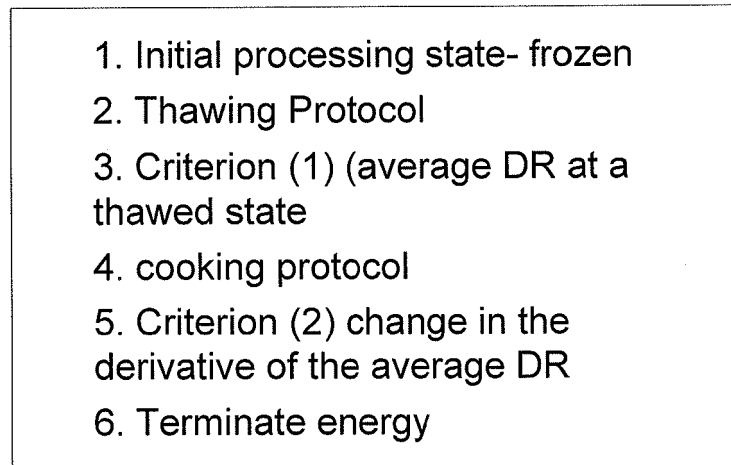 1. Initial processing state- frozen
2. Thawing Protocol
3. Criterion (1) (average DR at a
thawed state
4. cooking protocol
5. Criterion (2) change in the
derivative of the average DR
6. Terminate energy